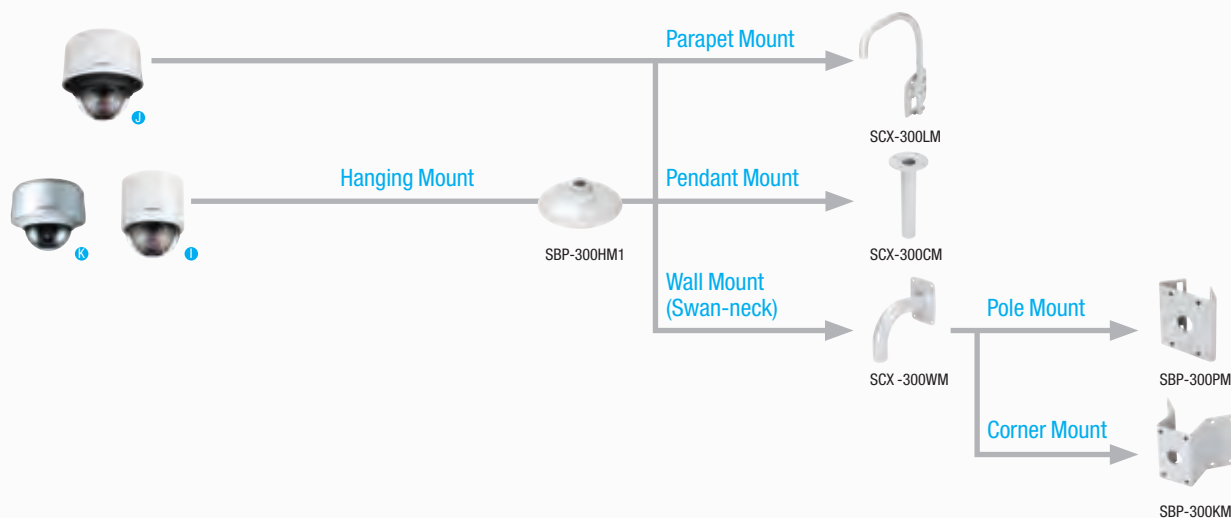 Parapet Mount
J
SCX-300LM
Hanging Mount
Pendant Mount
K
I
SBP-300HM1
SCX-300CM
Wall Mount
(Swan-neck)
Pole Mount
SCX -300WM
SBP-300PM
Corner Mount
SBP-300KM